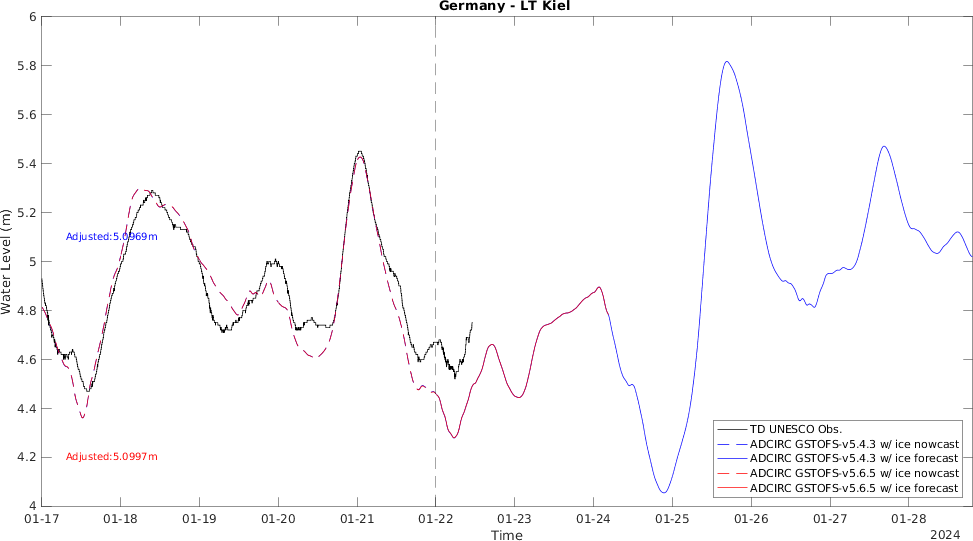 Germany - LT Kiel
6
5.8
5.6
5.4
5.2
5
4.8
4.6
4.4
4.2
4
Water Level (m)
Adjusted:5.0969m
Adjusted:5.0997m
TD UNESCO Obs.
ADCIRC GSTOFS-v5.4.3 w/ ice nowcast
ADCIRC GSTOFS-v5.4.3 w/ ice forecast
ADCIRC GSTOFS-v5.6.5 w/ ice nowcast
ADCIRC GSTOFS-v5.6.5 w/ ice forecast
01-17 01-18 01-19 01-20 01-21 01-22 01-23 01-24 01-25 01-26 01-27 01-28
Time
2024